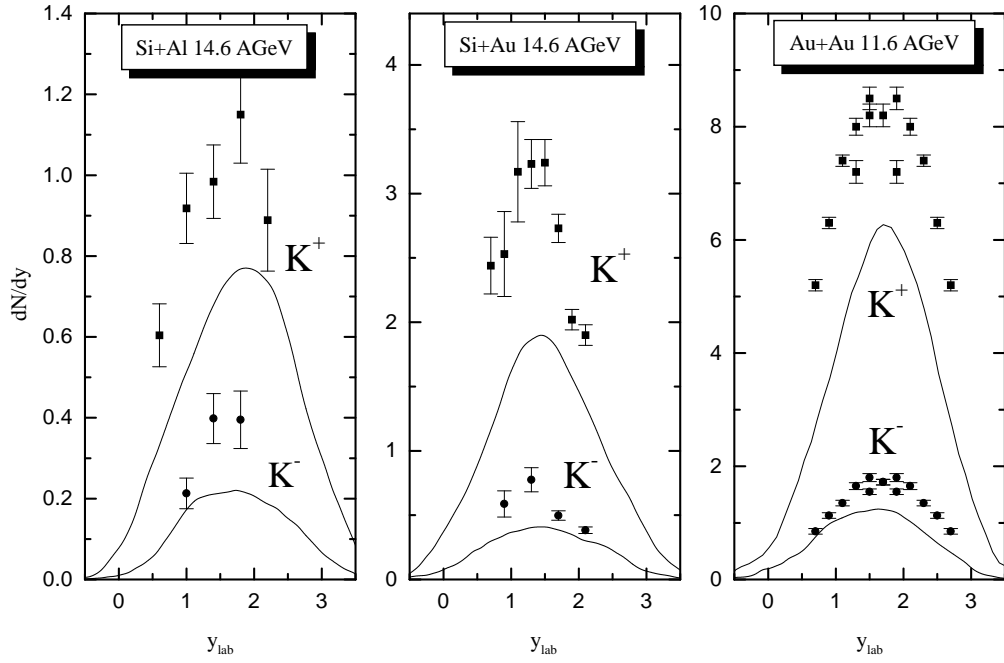 Si+Al 14.6 AGeV
Si+Au 14.6 AGeV
Au+Au 11.6 AGeV
dN/dy
1.4
1.2
1.0
0.8
0.6
0.4
0.2
0.0
K+
K-
0 1 2 3
ylab
4
3
2
1
0
K+
K-
0 1 2 3
ylab
10
8
6
4
2
0
K+
K-
0 1 2 3
ylab